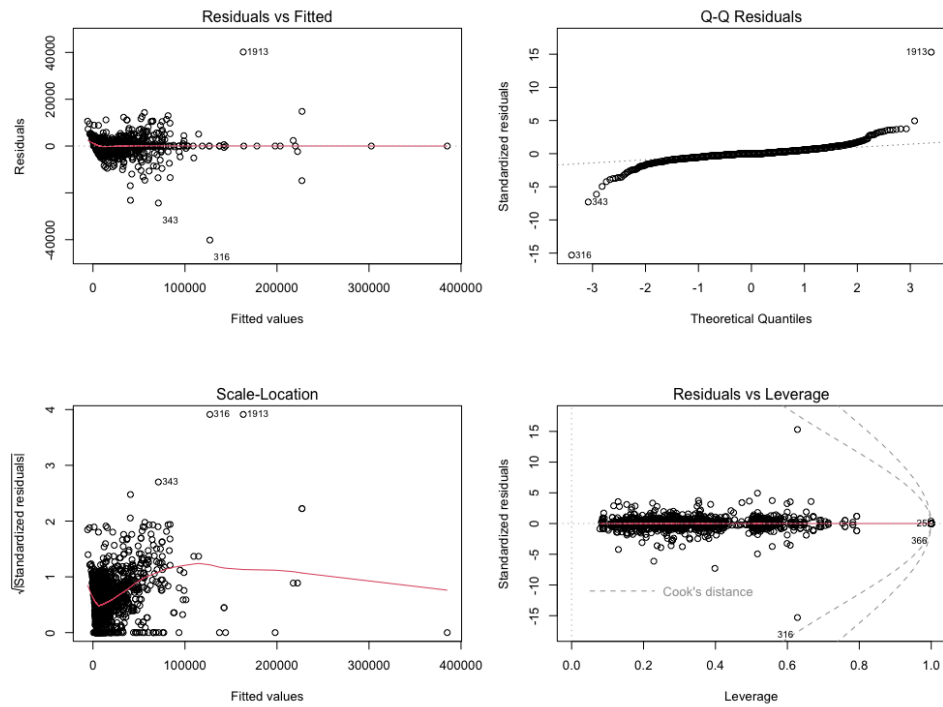 Residuals vs Fitted
Residuals
40000
20000
0
-40000
1913
343
316
0 100000 200000 300000 400000
Fitted values
Q-Q Residuals
Standardized residuals
15
10
5
0
-5
-10
-15
1913
343
316
-3 -2 -1 0 1 2 3
Theoretical Quantiles
Scale-Location
√|Standardized residuals|
4
3
2
1
0
316 1913
343
0 100000 200000 300000 400000
Fitted values
Residuals vs Leverage
Standardized residuals
15
10
5
0
-5
-10
-15
366
Cook's distance
316
0.0 0.2 0.4 0.6 0.8 1.0
Leverage